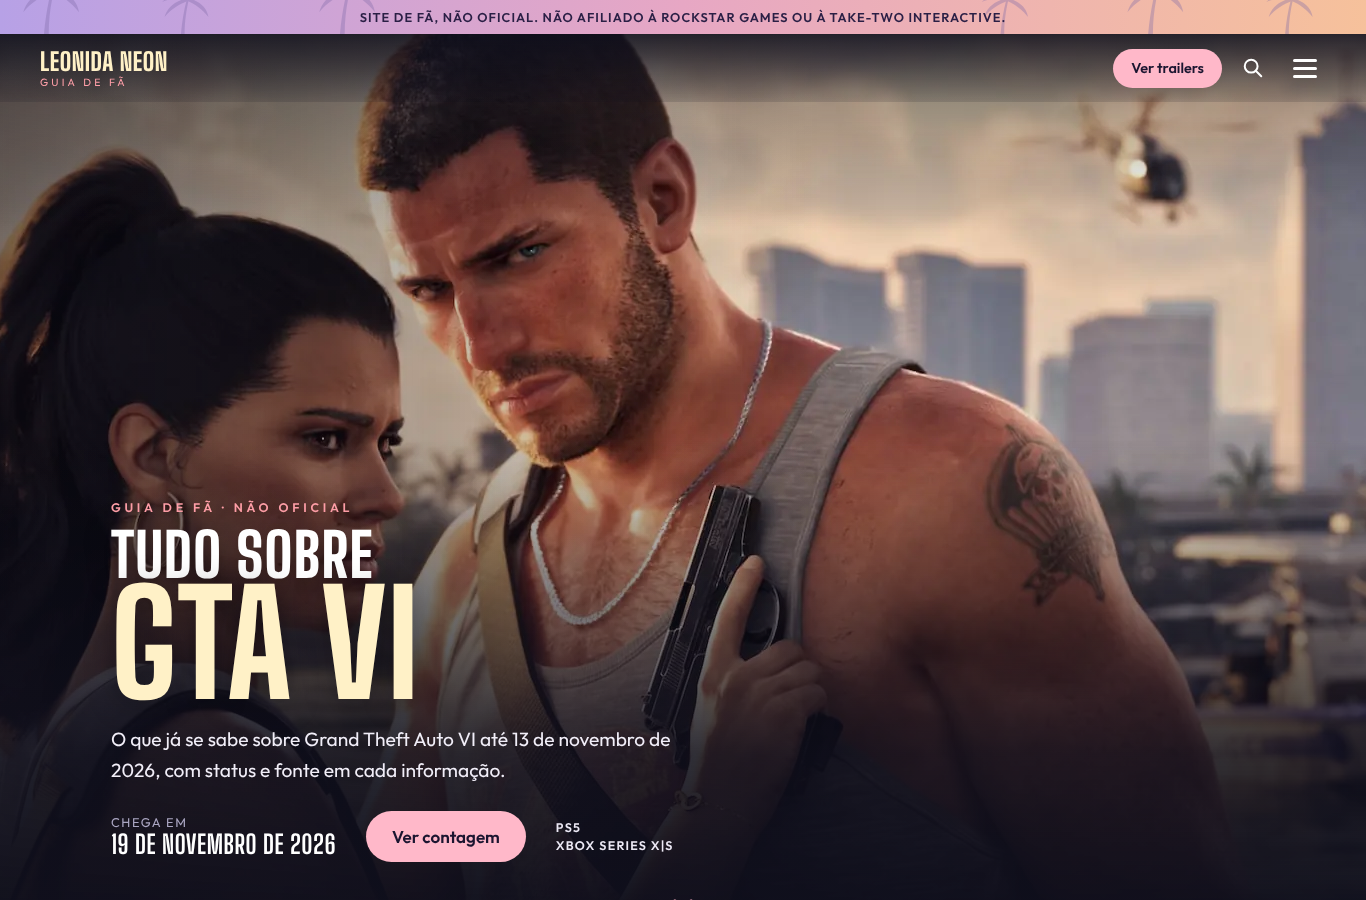 SITE DE FÃ, NÃO OFICIAL. NÃO AFILIADO À ROCKSTAR GAMES OU À TAKE-TWO INTERACTIVE.
LEONIDA NEON
GUIA DE FÃ
Ver trailers
GUIA DE FÃ · NÃO OFICIAL
TUDO SOBRE
GTA VI
O que já se sabe sobre Grand Theft Auto VI até 13 de novembro de
2026, com status e fonte em cada informação.
CHEGA EM
19 DE NOVEMBRO DE 2026
Ver contagem
PS5
XBOX SERIES X|S